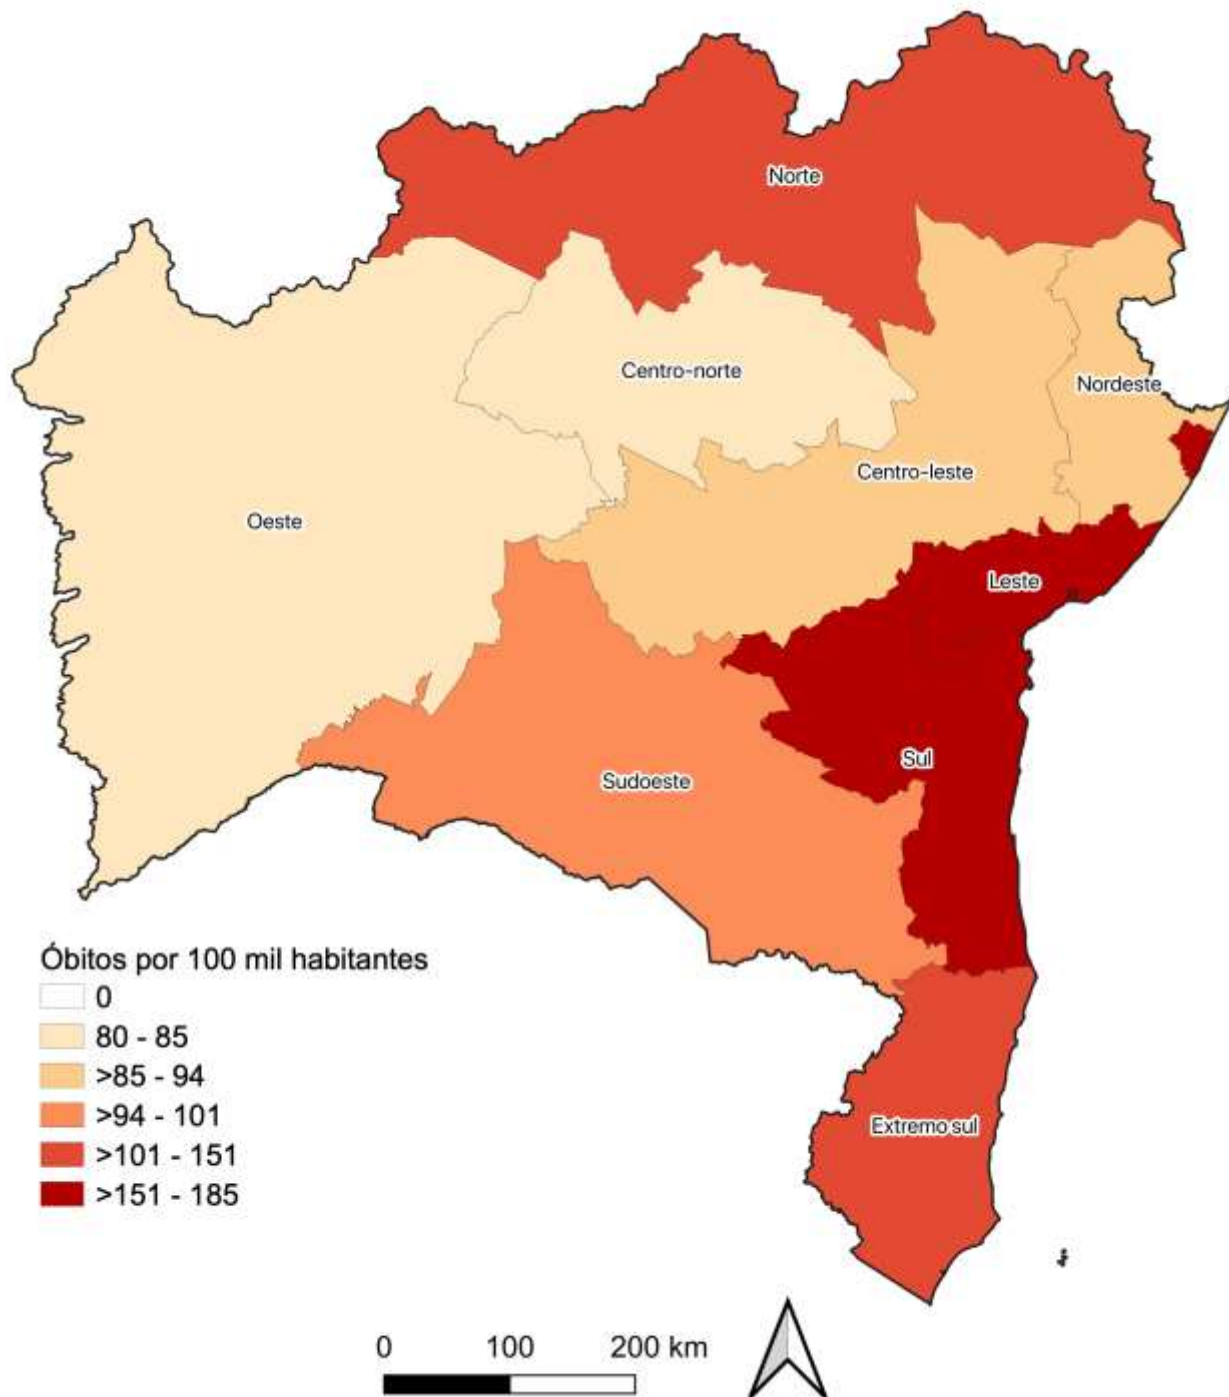 Norte
Centro-norte
Nordeste
Centro-leste
Oeste
Leste
Sul
Sudoeste
Óbitos por 100 mil habitantes
0
80 - 85
>85 - 94
>94 - 101
>101 - 151
>151 - 185
Extremo sul
0 100 200 km